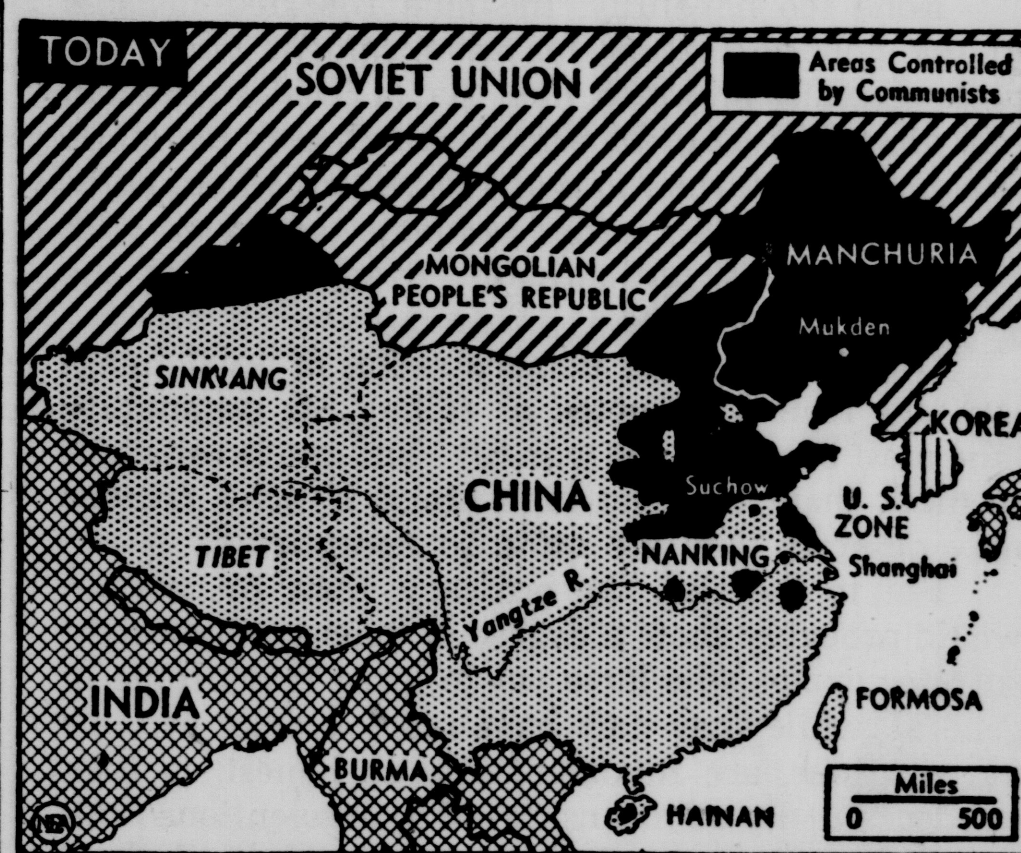 TODAY
SOVIET UNION
Areas Controlled
by Communists
MONGOLIAN
PEOPLE'S REPUBLIC
MANCHURIA
Mukden
SINKIANG
KOREA
CHINA
Suchow
U. S.
ZONE
TIBET
NANKING
Shanghai
Yangtze R.
INDIA
FORMOSA
BURMA
Miles
0 500
HAINAN
NEA